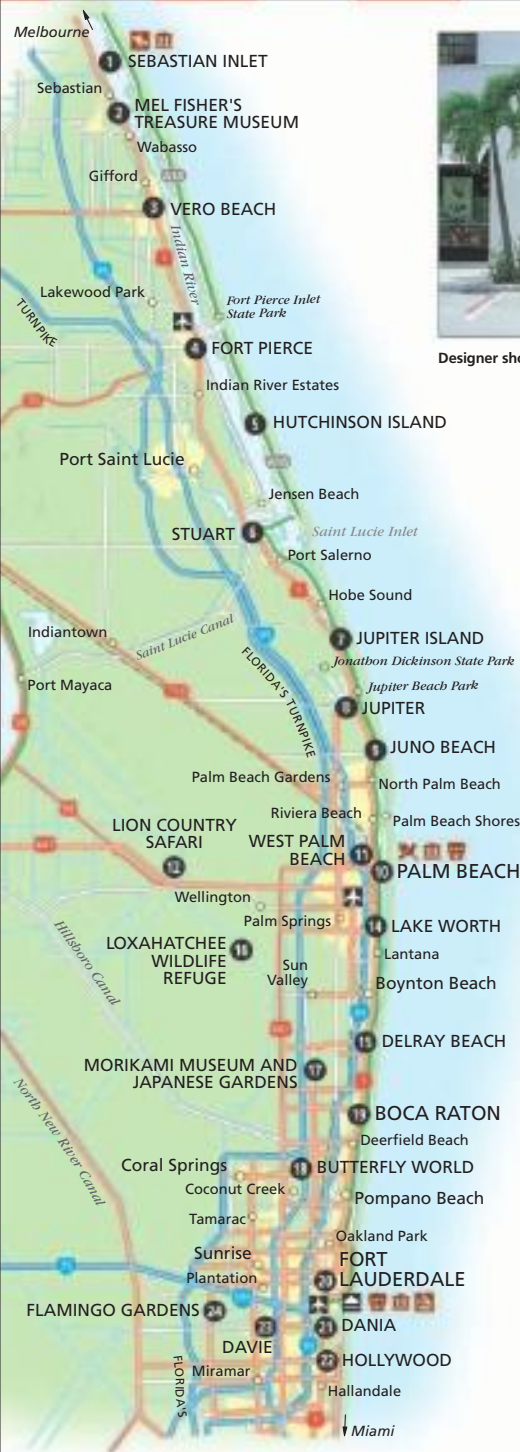 Melbourne
1 SEBASTIAN INLET
Sebastian
2 MEL FISHER'S
TREASURE MUSEUM
Wabasso
Gifford
A1A
3 VERO BEACH
Indian River
Lakewood Park
Fort Pierce Inlet
State Park
TURNPIKE
4 FORT PIERCE
Designer sho
Indian River Estates
5 HUTCHINSON ISLAND
Port Saint Lucie
A1A
Jensen Beach
STUART 6
Saint Lucie Inlet
Port Salerno
Hobe Sound
Indiantown
Saint Lucie Canal
7 JUPITER ISLAND
FLORIDA'S TURNPIKE
Jonathon Dickinson State Park
Port Mayaca
Jupiter Beach Park
8 JUPITER
9 JUNO BEACH
Palm Beach Gardens
North Palm Beach
Riviera Beach
Palm Beach Shores
LION COUNTRY
SAFARI
12
WEST PALM
BEACH 11
10 PALM BEACH
Wellington
Palm Springs
14 LAKE WORTH
Hillsboro Canal
LOXAHATCHEE
WILDLIFE
REFUGE
Lantana
Sun
Valley
Boynton Beach
15 DELRAY BEACH
MORIKAMI MUSEUM AND
JAPANESE GARDENS 17
North New River Canal
19 BOCA RATON
Deerfield Beach
Coral Springs
18 BUTTERFLY WORLD
Coconut Creek
Pompano Beach
Tamarac
Oakland Park
Sunrise
Plantation
20 FORT
LAUDERDALE
FLAMINGO GARDENS 24
23
DAVIE
21 DANIA
FLORIDA'S
22 HOLLYWOOD
Miramar
Hallandale
Miami